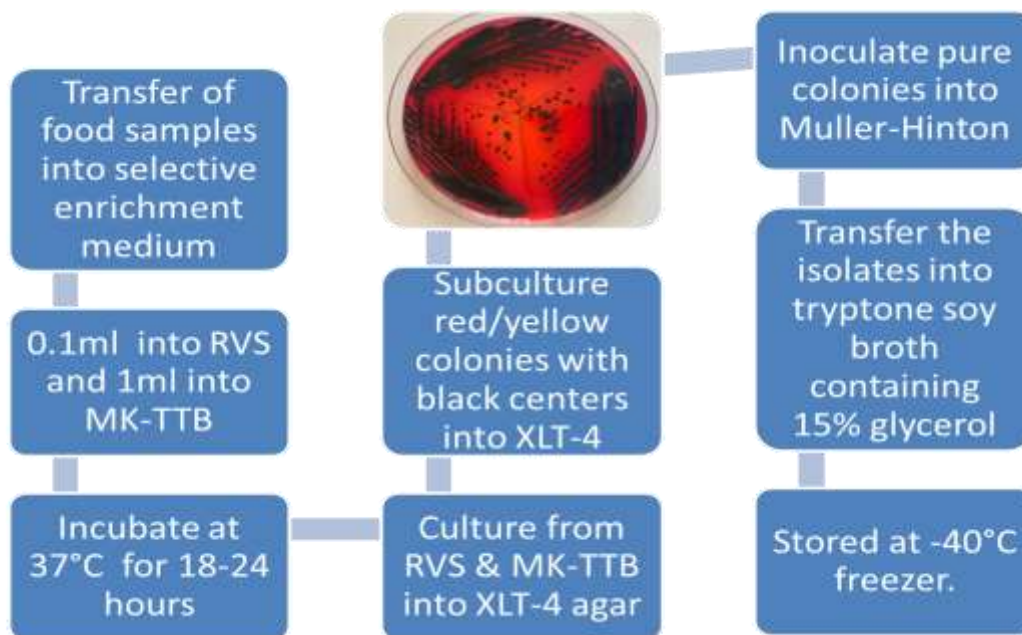 Transfer of
food samples
into selective
enrichment
medium
0.1ml into RVS
and 1ml into
MK-TTB
Incubate at
37°C for 18-24
hours
Culture from
RVS & MK-TTB
into XLT-4 agar
Subculture
red/yellow
colonies with
black centers
into XLT-4
Inoculate pure
colonies into
Muller-Hinton
Transfer the
isolates into
tryptone soy
broth
containing
15% glycerol
Stored at -40°C
freezer.